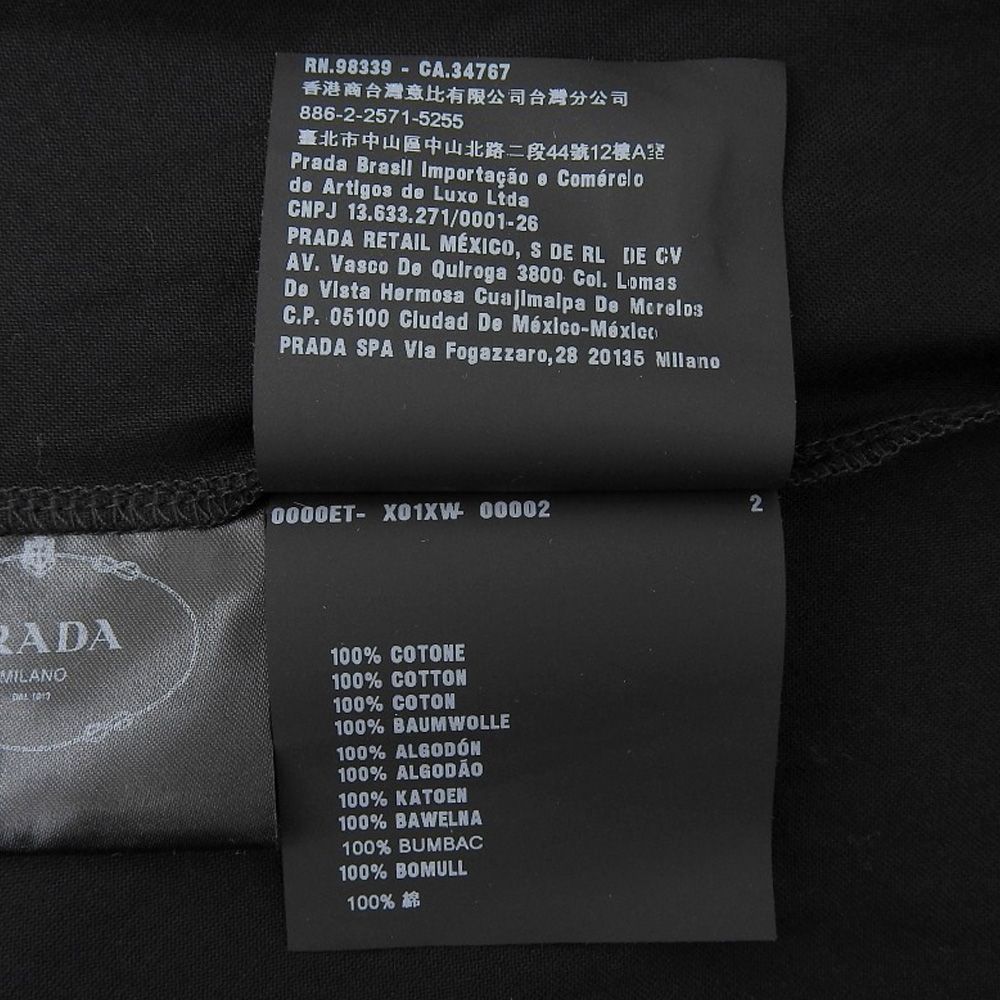 RN.98339 - CA.34767
香港商台灣意比有限公司台灣分公司
886-2-2571-5255
臺北市中山區中山北路二段44號12樓A室
Prada Brasil Importação e Comércio
de Artigos de Luxo Ltda
CNPJ 13.633.271/0001-26
PRADA RETAIL MÉXICO, S DE RL DE CV
AV. Vasco De Quiroga 3800 Col. Lomas
De Vista Hermosa Cuajimalpa De Morelos
C.P. 05100 Ciudad De México-México
PRADA SPA Via Fogazzaro,28 20135 Milano
0000ET- X01XW- 00002 2
RADA
MILANO
DAL 1913
100% COTONE
100% COTTON
100% COTON
100% BAUMWOLLE
100% ALGODÓN
100% ALGODÃO
100% KATOEN
100% BAWELNA
100% BUMBAC
100% BOMULL
100% 綿